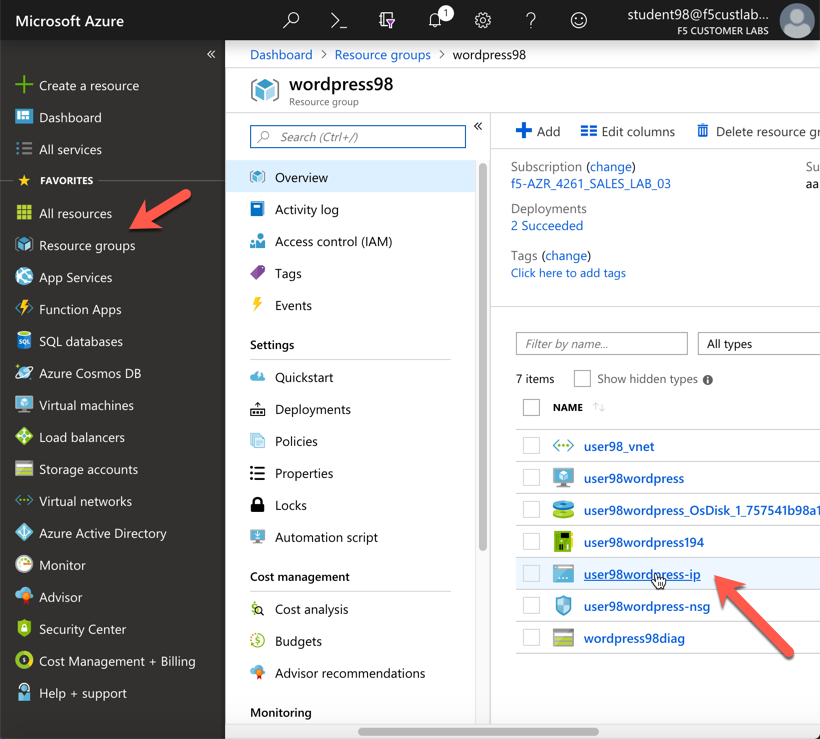 Microsoft Azure
1
student98@f5custlab...
F5 CUSTOMER LABS
«
Create a resource
Dashboard
All services
FAVORITES
All resources
Resource groups
App Services
Function Apps
SQL databases
Azure Cosmos DB
Virtual machines
Load balancers
Storage accounts
Virtual networks
Azure Active Directory
Monitor
Advisor
Security Center
Cost Management + Billing
Help + support
Dashboard > Resource groups > wordpress98
wordpress98
Resource group
Search (Ctrl+/)
«
Overview
Activity log
Access control (IAM)
Tags
Events
Settings
Quickstart
Deployments
Policies
Properties
Locks
Automation script
Cost management
Cost analysis
Budgets
Advisor recommendations
Monitoring
Add Edit columns Delete resource gr
Subscription (change) Su
f5-AZR_4261_SALES_LAB_03 aa
Deployments
2 Succeeded
Tags (change)
Click here to add tags
Filter by name... All types
7 items Show hidden types
NAME
user98_vnet
user98wordpress
user98wordpress_OsDisk_1_757541b98a1
user98wordpress194
user98wordpress-ip
user98wordpress-nsg
wordpress98diag